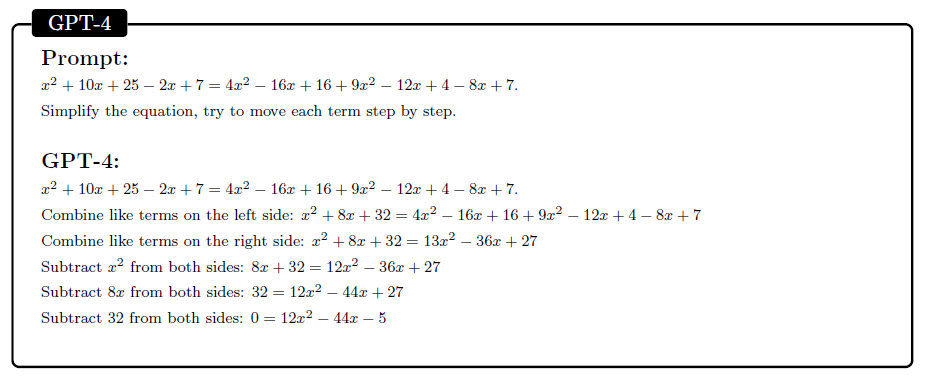 GPT-4
Prompt:
x² + 10x + 25 − 2x + 7 = 4x² − 16x + 16 + 9x² − 12x + 4 − 8x + 7.
Simplify the equation, try to move each term step by step.
GPT-4:
x² + 10x + 25 − 2x + 7 = 4x² − 16x + 16 + 9x² − 12x + 4 − 8x + 7.
Combine like terms on the left side: x² + 8x + 32 = 4x² − 16x + 16 + 9x² − 12x + 4 − 8x + 7
Combine like terms on the right side: x² + 8x + 32 = 13x² − 36x + 27
Subtract x² from both sides: 8x + 32 = 12x² − 36x + 27
Subtract 8x from both sides: 32 = 12x² − 44x + 27
Subtract 32 from both sides: 0 = 12x² − 44x − 5